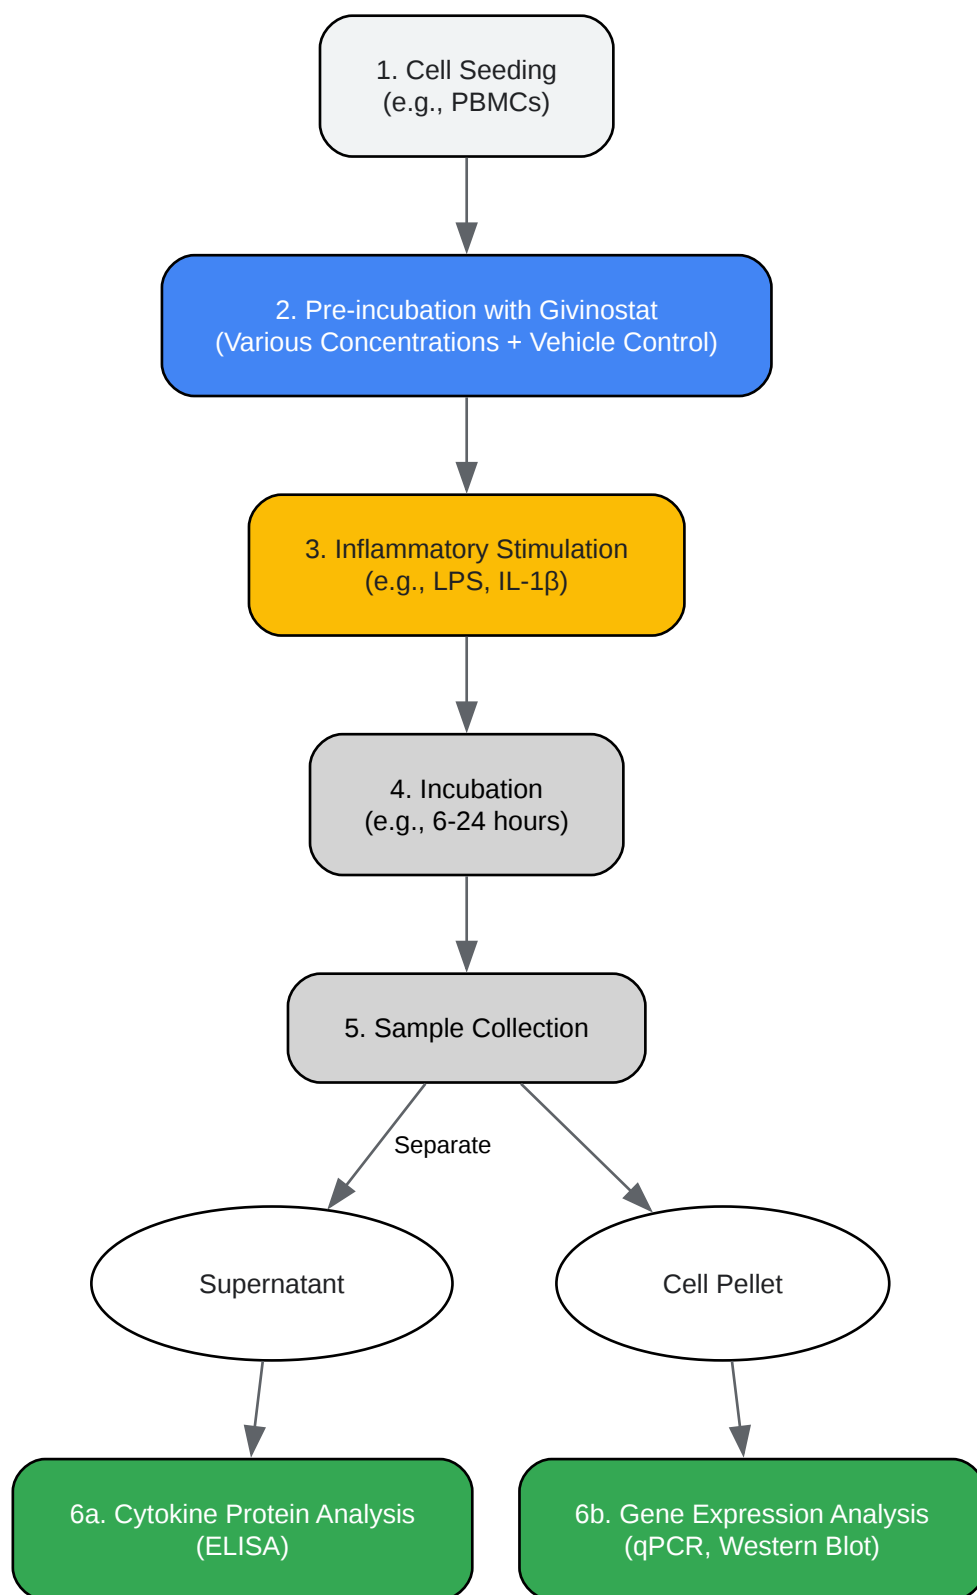 1. Cell Seeding
(e.g., PBMCs)
2. Pre-incubation with Givinostat
(Various Concentrations + Vehicle Control)
3. Inflammatory Stimulation
(e.g., LPS, IL-1β)
4. Incubation
(e.g., 6-24 hours)
5. Sample Collection
Separate
Supernatant
Cell Pellet
6a. Cytokine Protein Analysis
(ELISA)
6b. Gene Expression Analysis
(qPCR, Western Blot)